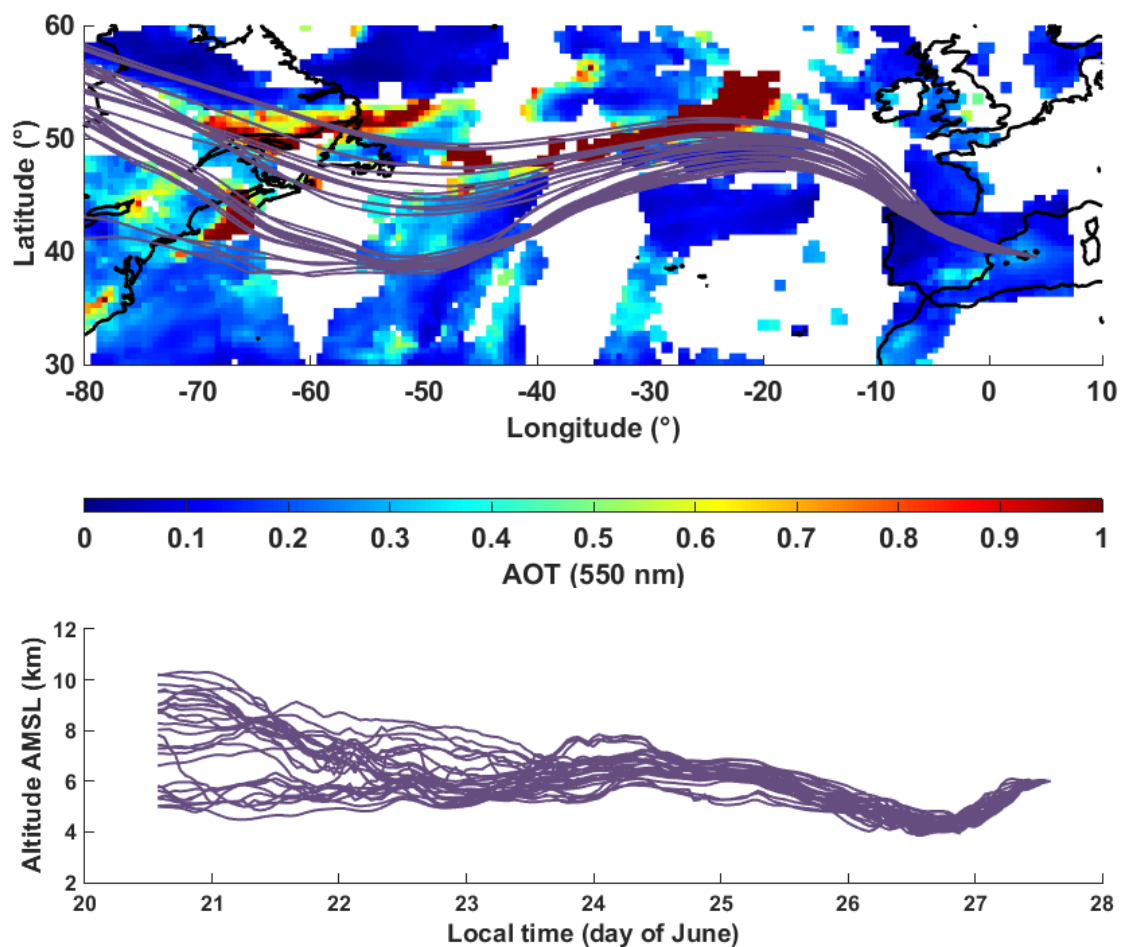 60
50
40
30
Latitude (°)
-80 -70 -60 -50 -40 -30 -20 -10 0 10
Longitude (°)
0 0.1 0.2 0.3 0.4 0.5 0.6 0.7 0.8 0.9 1
AOT (550 nm)
12
10
8
6
4
2
Altitude AMSL (km)
20 21 22 23 24 25 26 27 28
Local time (day of June)